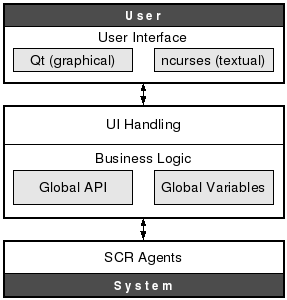 User
User Interface
Qt (graphical)
ncurses (textual)
UI Handling
Business Logic
Global API
Global Variables
SCR Agents
System